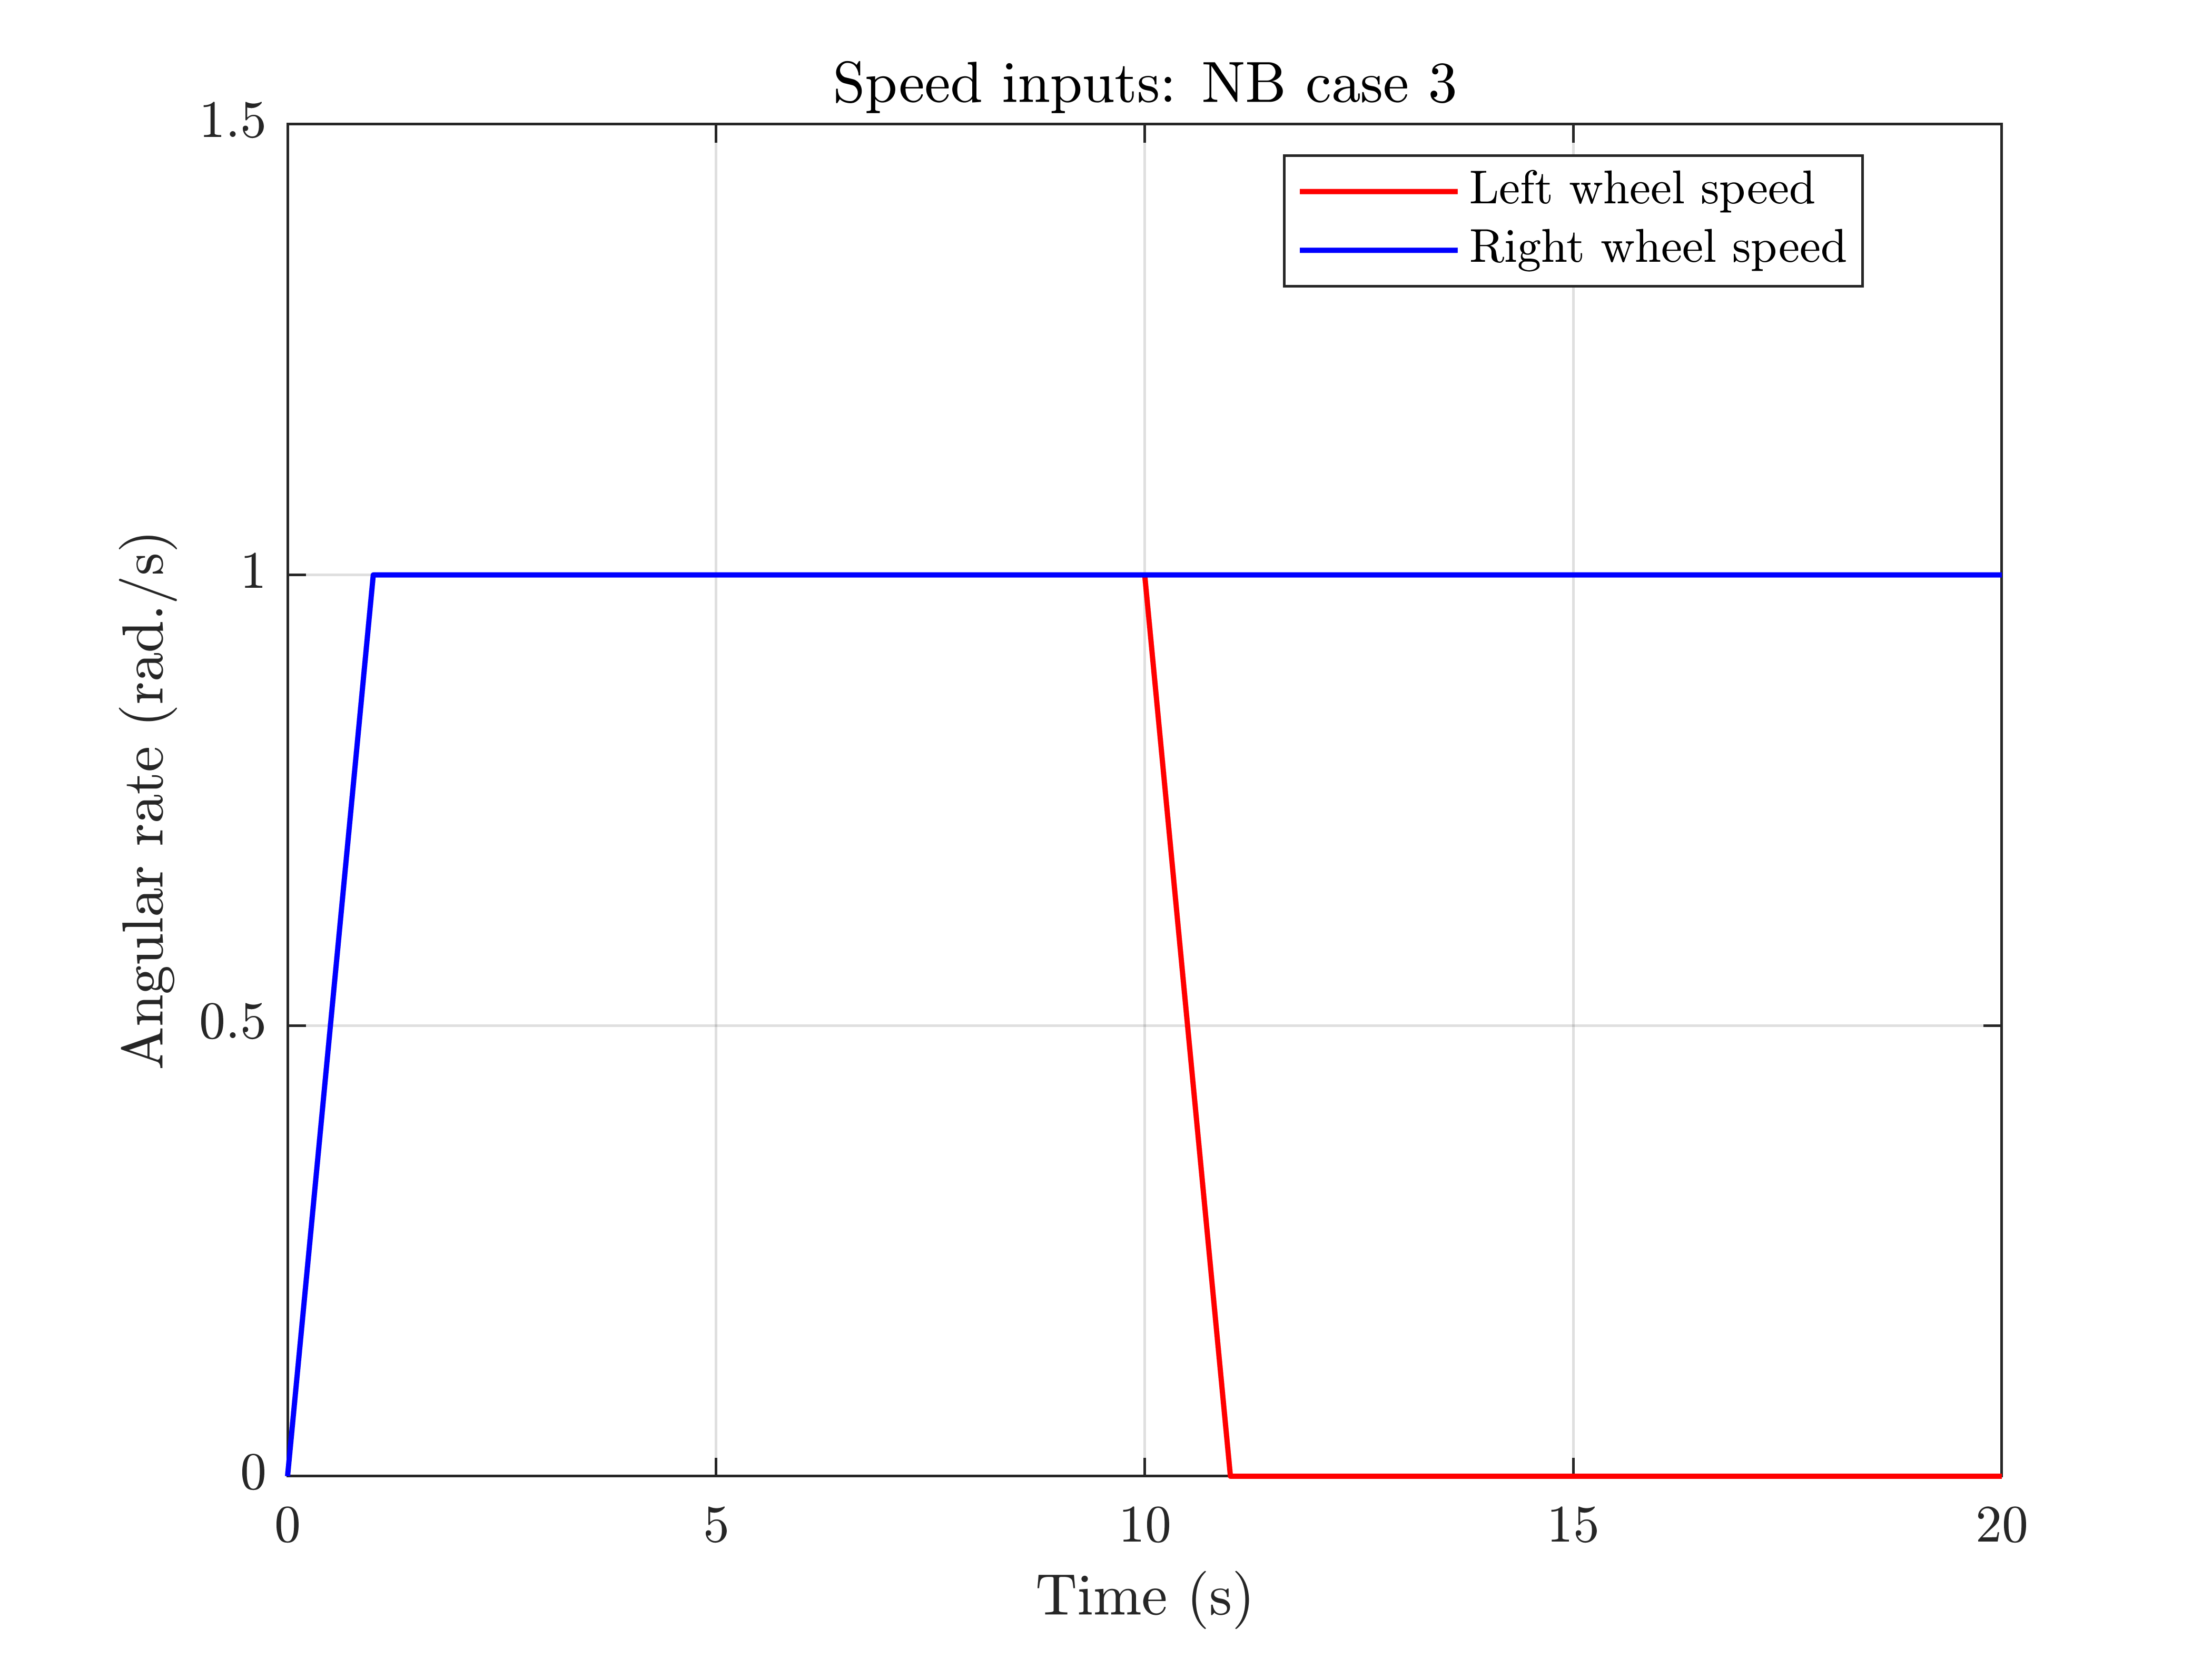 Speed inputs: NB case 3
1.5
1
0.5
0
Left wheel speed
Right wheel speed
Angular rate (rad./s)
0 5 10 15 20
Time (s)